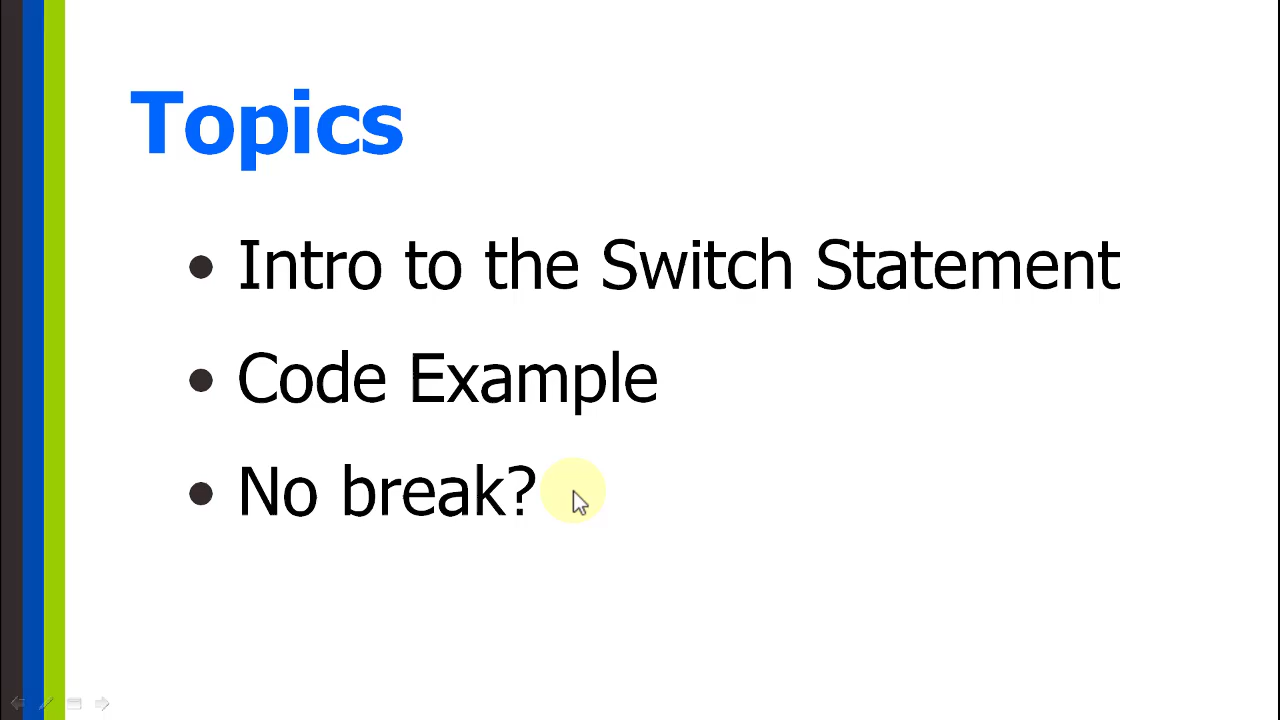 Topics
• Intro to the Switch Statement
• Code Example
• No break?